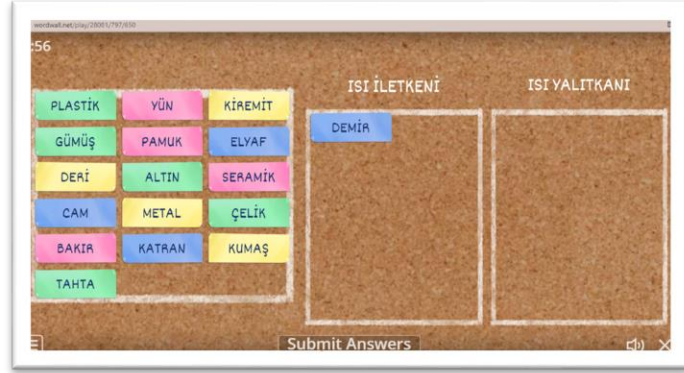 wordwall.net/play/20001/797/650
:56
ISI İLETKENİ ISI YALITKANI
PLASTİK YÜN KİREMİT
DEMİR
GÜMÜŞ PAMUK ELYAF
DERİ ALTIN SERAMİK
CAM METAL ÇELİK
BAKIR KATRAN KUMAŞ
TAHTA
Submit Answers